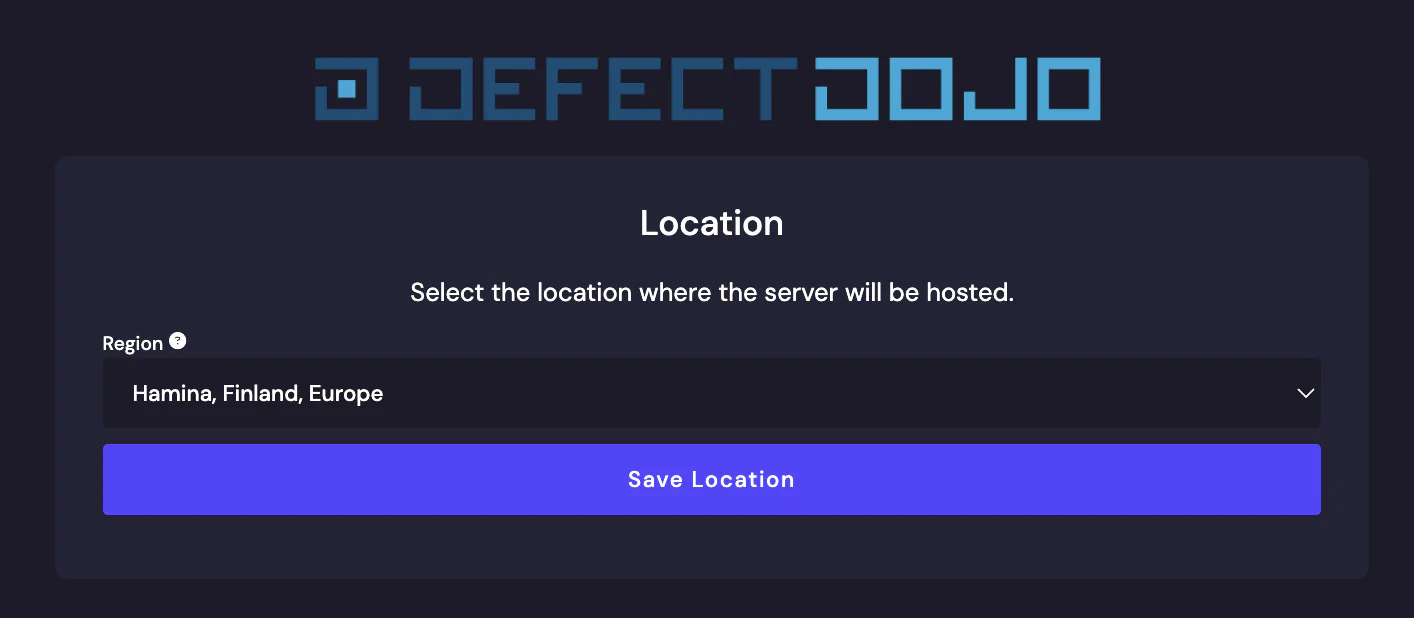 DEFECTDOJO
Location
Select the location where the server will be hosted.
Region ?
Hamina, Finland, Europe
Save Location